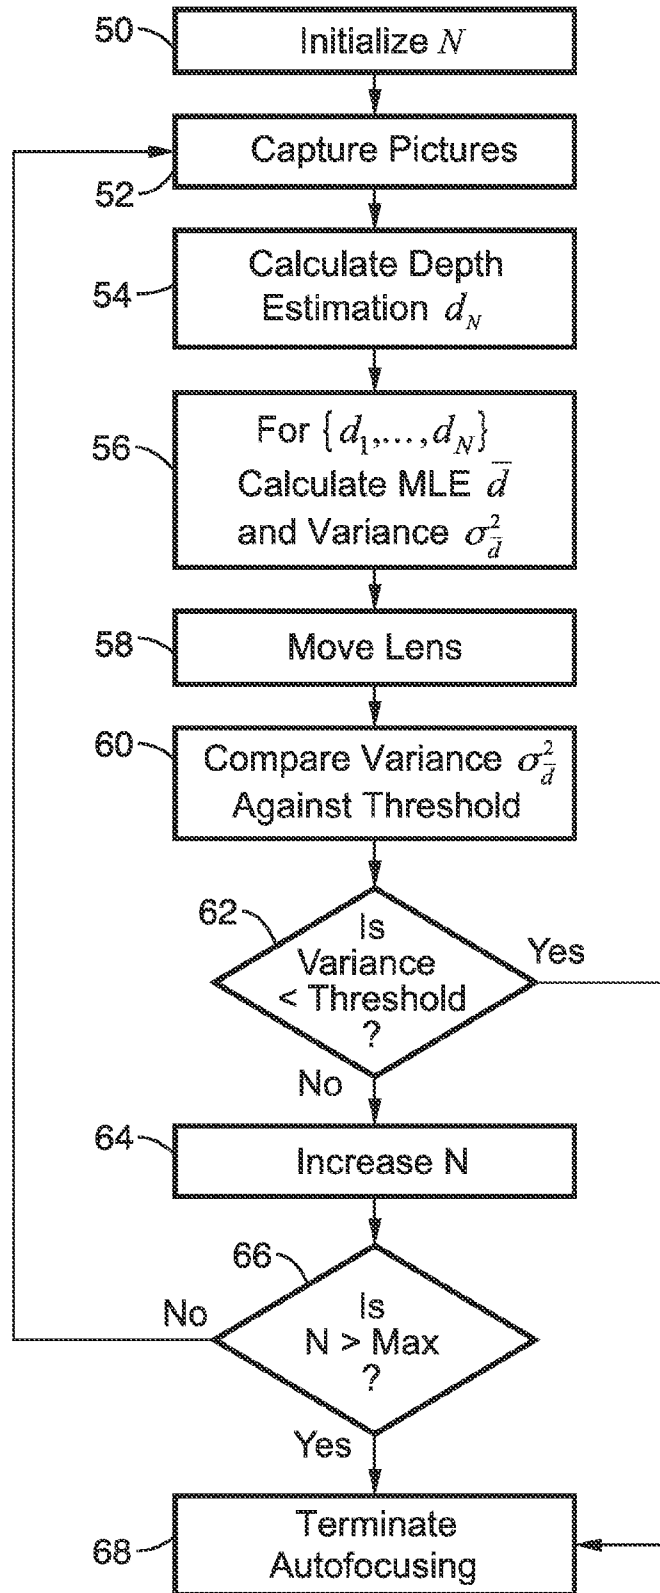 50
Initialize N
Capture Pictures
52
Calculate Depth
54
Estimation d_N
For {d_1,...,d_N}
56
Calculate MLE d̅
and Variance σ²_d̅
58
Move Lens
60
Compare Variance σ²_d̅
Against Threshold
62
Is
Variance
Yes
< Threshold
?
No
64
Increase N
66
No
Is
N > Max
?
Yes
Terminate
68
Autofocusing